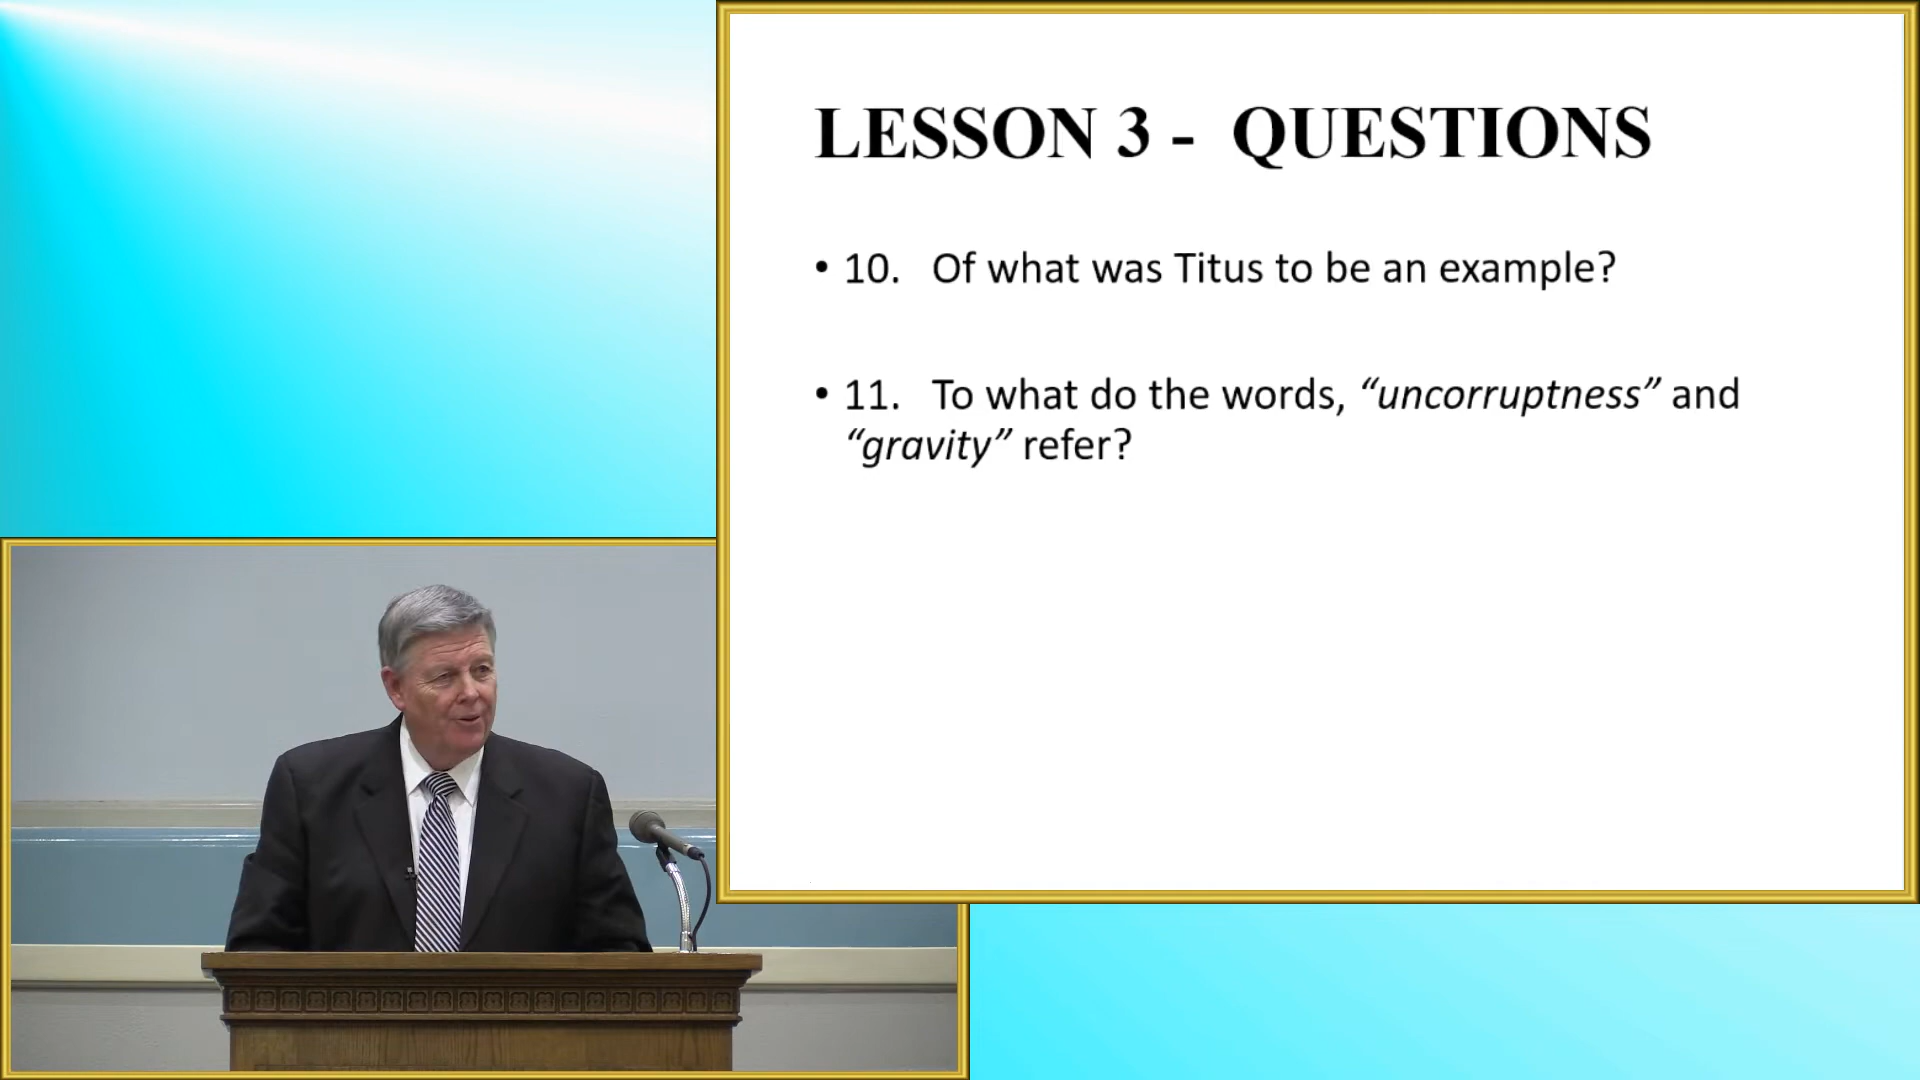 LESSON 3 - QUESTIONS
• 10. Of what was Titus to be an example?
• 11. To what do the words, “uncorruptness” and
“gravity” refer?